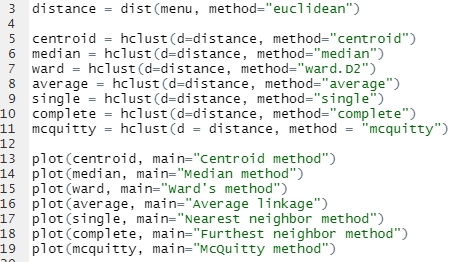 3 distance = dist(menu, method="euclidean")
4
5 centroid = hclust(d=distance, method="centroid")
6 median = hclust(d=distance, method="median")
7 ward = hclust(d=distance, method="ward.D2")
8 average = hclust(d=distance, method="average")
9 single = hclust(d=distance, method="single")
10 complete = hclust(d=distance, method="complete")
11 mcquitty = hclust(d = distance, method = "mcquitty")
12
13 plot(centroid, main="Centroid method")
14 plot(median, main="Median method")
15 plot(ward, main="Ward's method")
16 plot(average, main="Average linkage")
17 plot(single, main="Nearest neighbor method")
18 plot(complete, main="Furthest neighbor method")
19 plot(mcquitty, main="McQuitty method")